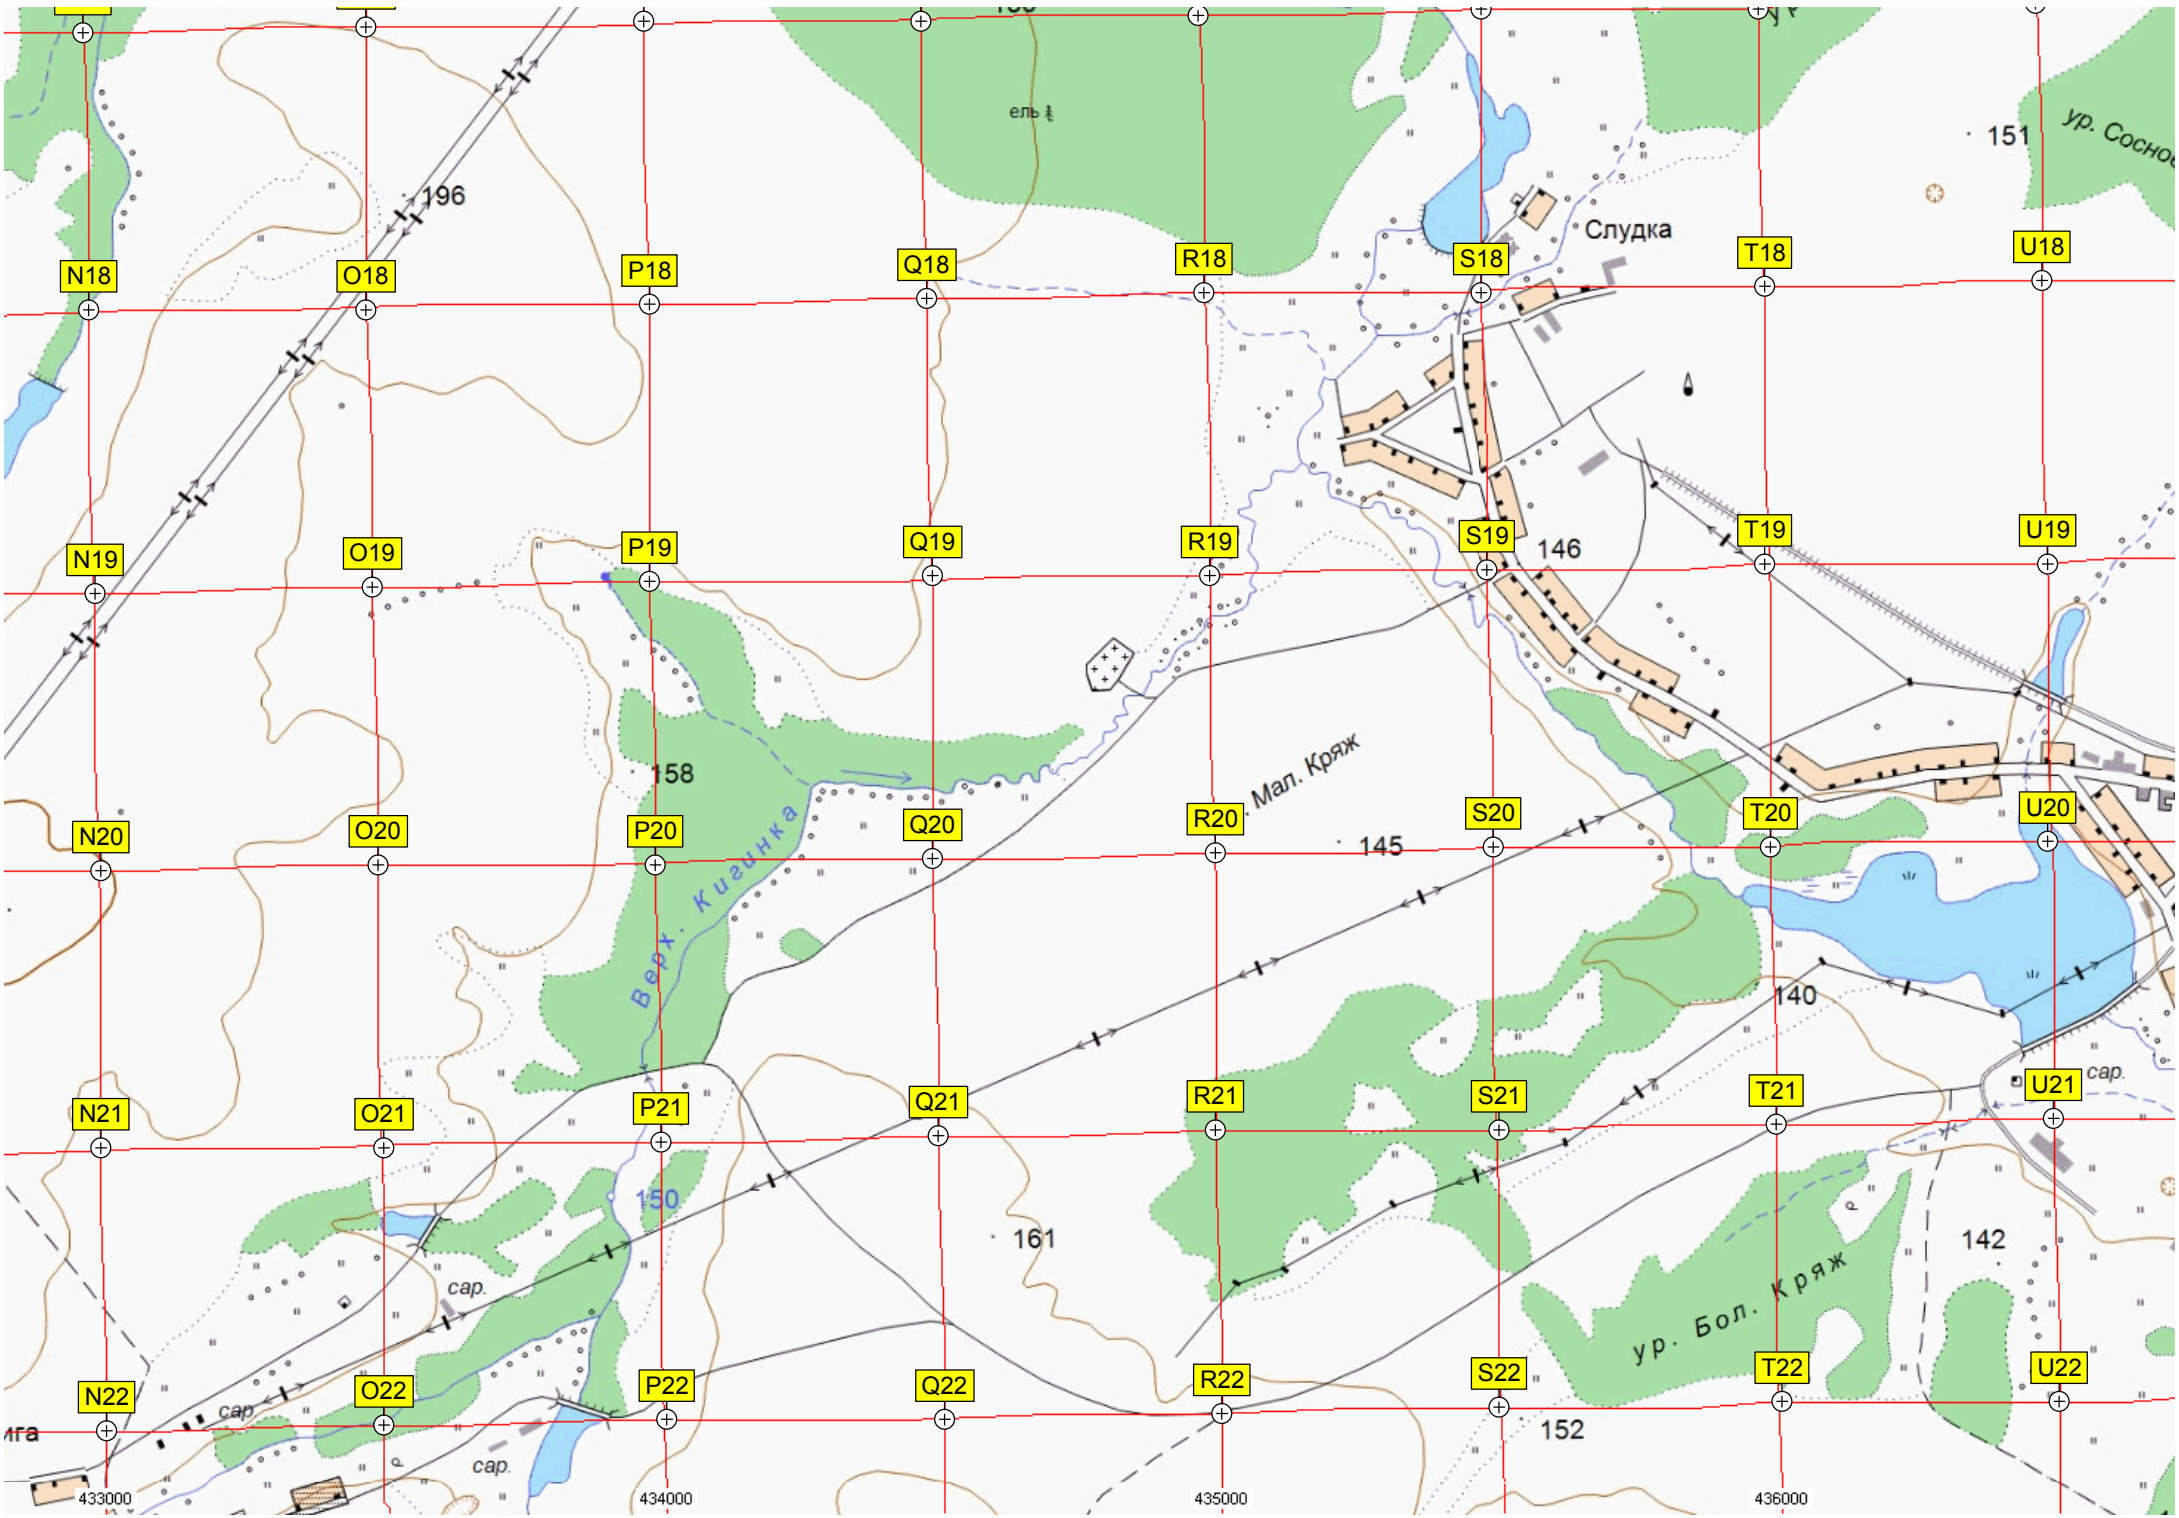 ель
151
ур. Сосно
196
Слудка
N18
O18
P18
Q18
R18
S18
T18
U18
N19
O19
P19
Q19
R19
S19
146
T19
U19
158
Мал. Кряж
145
N20
O20
P20
Q20
R20
S20
T20
U20
Верх. Кигинка
140
N21
O21
P21
Q21
R21
S21
T21
U21
сар.
150
161
142
сар.
ур. Бол. Кряж
N22
O22
P22
Q22
R22
S22
T22
U22
сар
ига
152
сар.
433000
434000
435000
436000